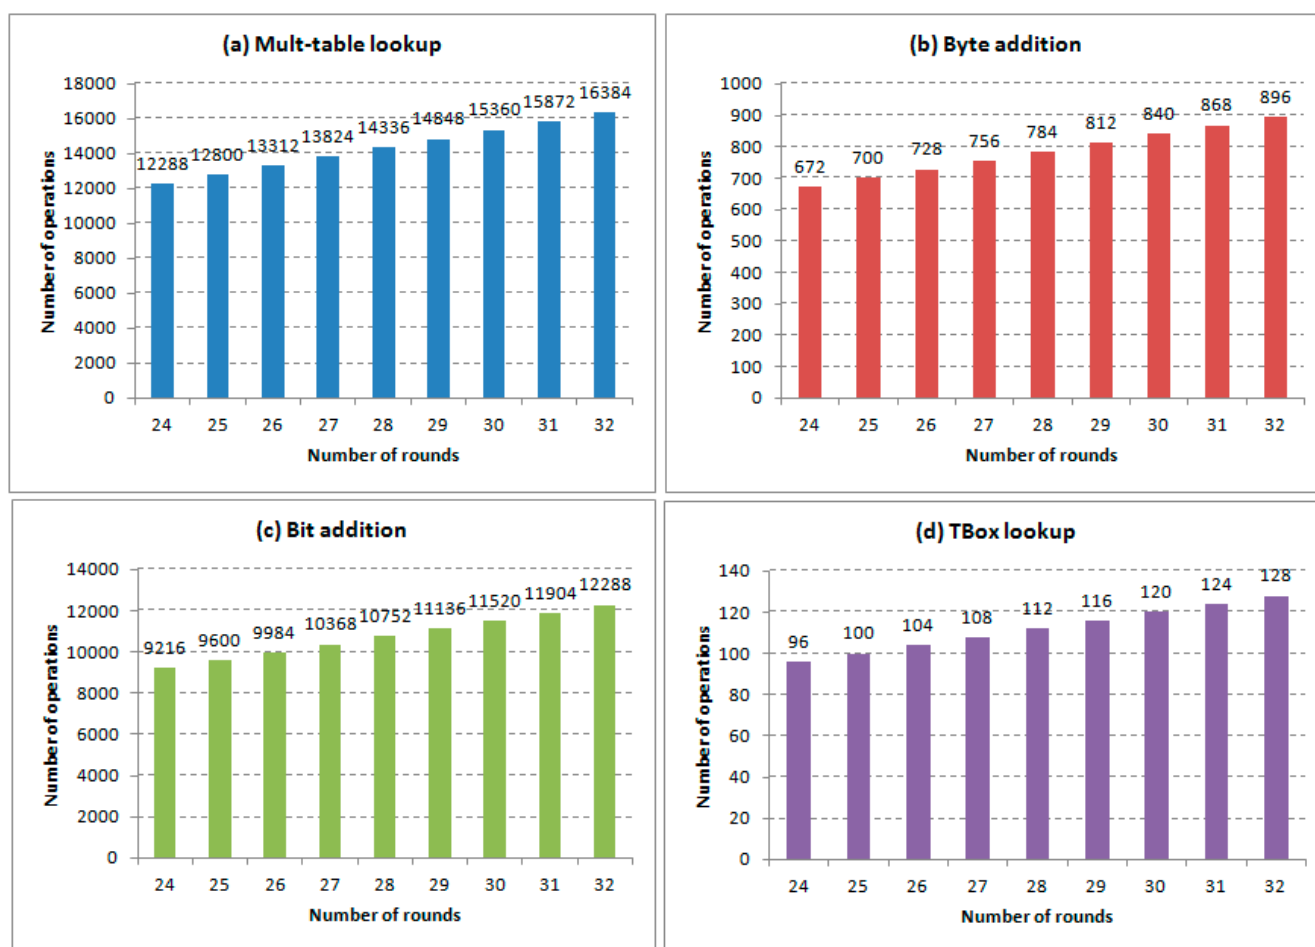 (a) Mult-table lookup
Number of operations
18000
16000
14000
12000
10000
8000
6000
4000
2000
0
12288 12800 13312 13824 14336 14848 15360 15872 16384
24 25 26 27 28 29 30 31 32
Number of rounds
(b) Byte addition
Number of operations
1000
900
800
700
600
500
400
300
200
100
0
672 700 728 756 784 812 840 868 896
24 25 26 27 28 29 30 31 32
Number of rounds
(c) Bit addition
Number of operations
14000
12000
10000
8000
6000
4000
2000
0
9216 9600 9984 10368 10752 11136 11520 11904 12288
24 25 26 27 28 29 30 31 32
Number of rounds
(d) TBox lookup
Number of operations
140
120
100
80
60
40
20
0
96 100 104 108 112 116 120 124 128
24 25 26 27 28 29 30 31 32
Number of rounds